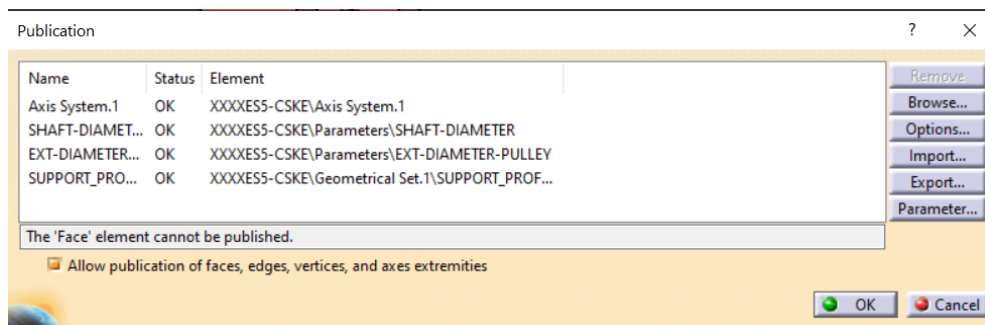 Publication ? ×
Name Status Element
Axis System.1 OK XXXXES5-CSKE\Axis System.1
SHAFT-DIAMET... OK XXXXES5-CSKE\Parameters\SHAFT-DIAMETER
EXT-DIAMETER... OK XXXXES5-CSKE\Parameters\EXT-DIAMETER-PULLEY
SUPPORT_PRO... OK XXXXES5-CSKE\Geometrical Set.1\SUPPORT_PROF...
Remove
Browse...
Options...
Import...
Export...
Parameter...
The 'Face' element cannot be published.
Allow publication of faces, edges, vertices, and axes extremities
OK Cancel